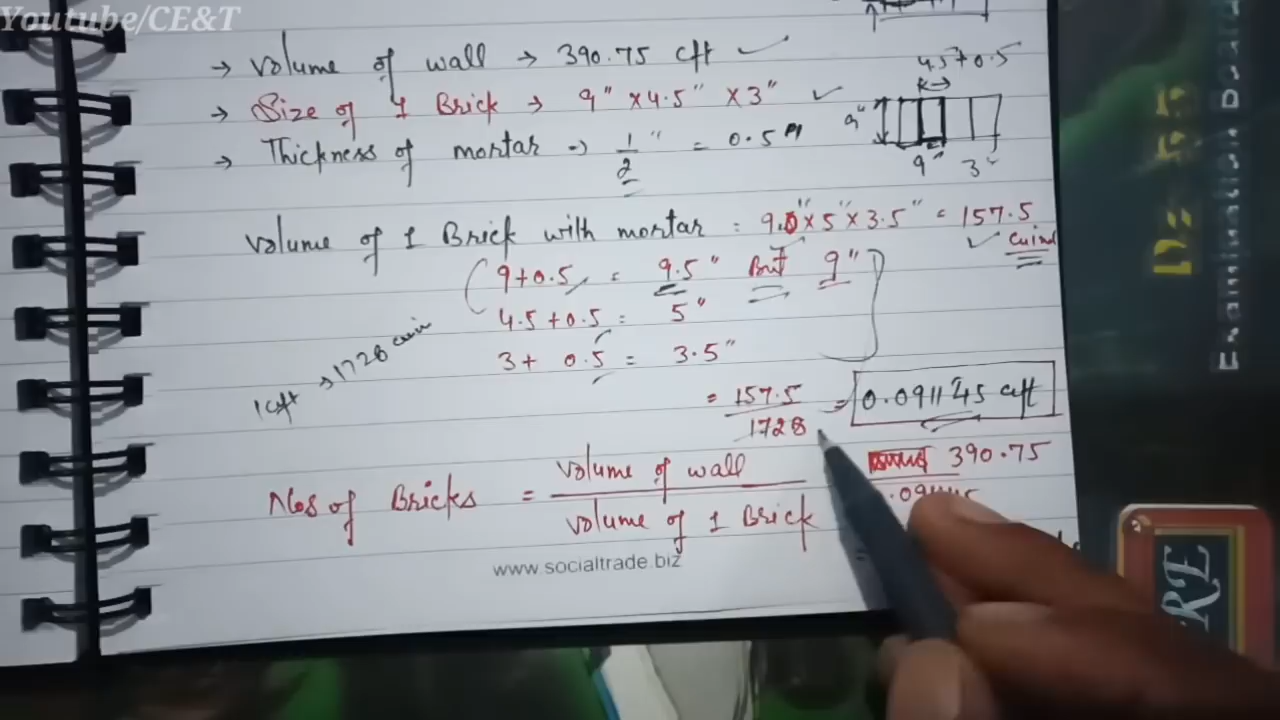 Youtube/CE&T
→ Volume of wall → 390.75 cft ✓
→ Size of 1 Brick → 9" x 4.5" x 3" ✓
→ Thickness of mortar → 1/2" = 0.5"
4.5+0.5
9"
9" 3"
Volume of 1 Brick with mortar = 9.0" x 5" x 3.5" = 157.5
(9+0.5 = 9.5" But 9"
4.5+0.5 = 5"
3+ 0.5 = 3.5"
1 cft → 1728
= 157.5/1728 = 0.091145 cft
Nos of Bricks = Volume of wall / Volume of 1 Brick
390.75
www.socialtrade.biz
RE